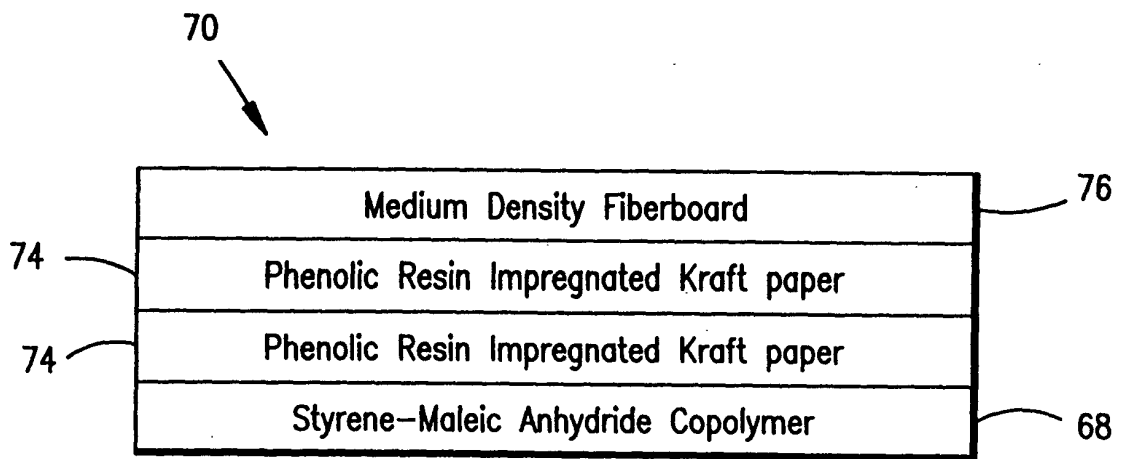 70
Medium Density Fiberboard
76
74
Phenolic Resin Impregnated Kraft paper
74
Phenolic Resin Impregnated Kraft paper
Styrene-Maleic Anhydride Copolymer
68